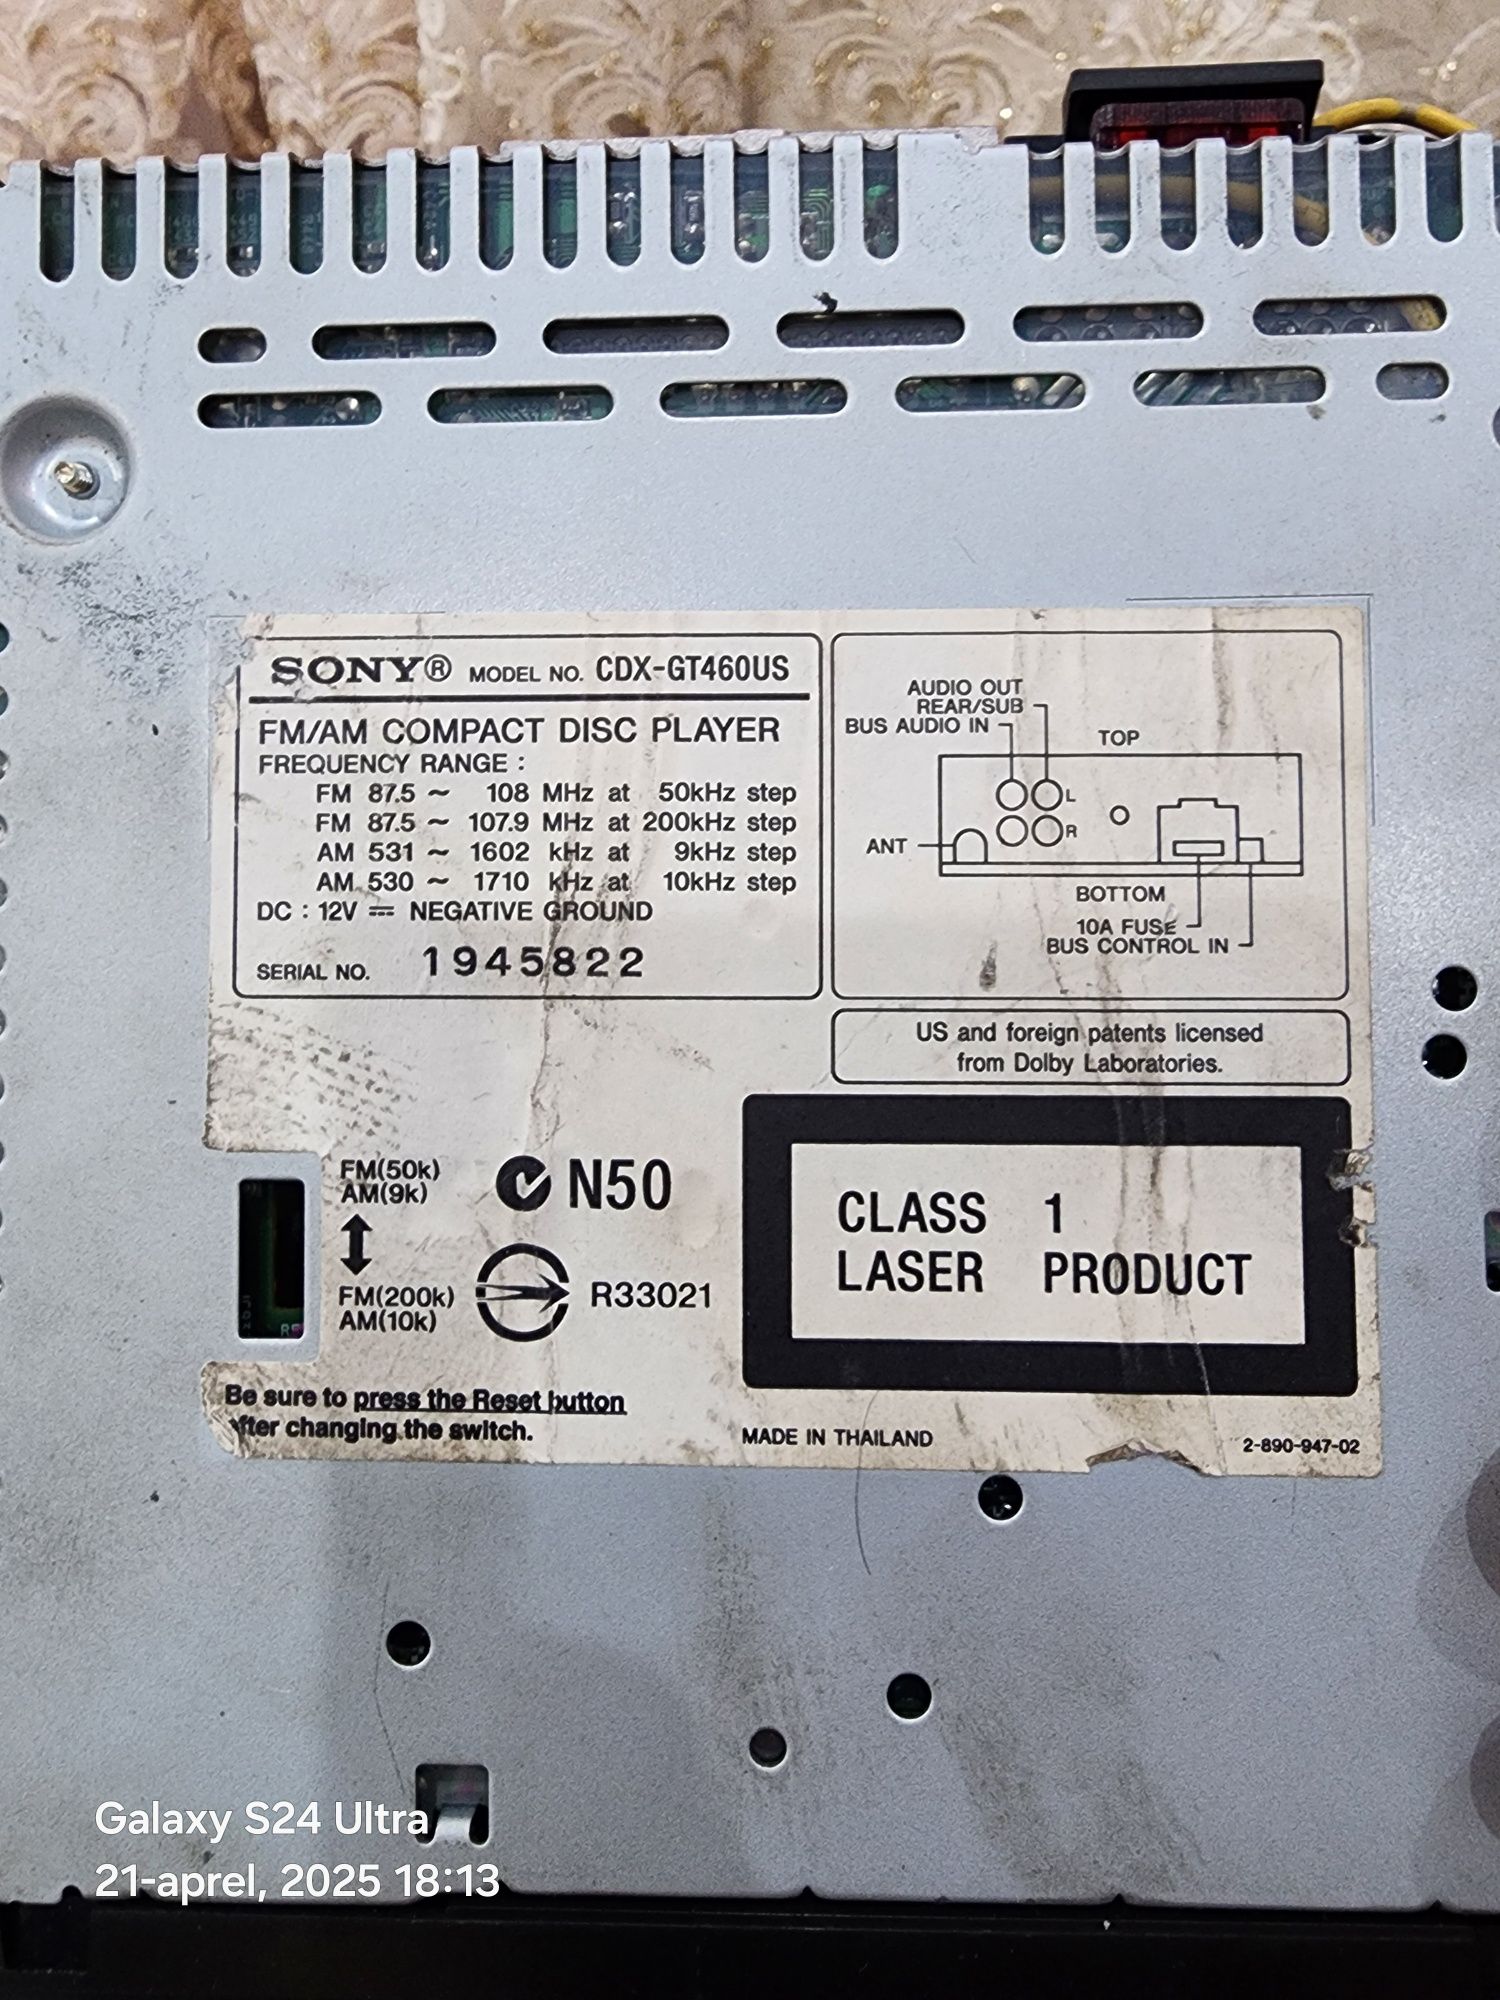 SONY® MODEL NO. CDX-GT460US
FM/AM COMPACT DISC PLAYER
FREQUENCY RANGE :
FM 87.5 ~ 108 MHz at 50kHz step
FM 87.5 ~ 107.9 MHz at 200kHz step
AM 531 ~ 1602 kHz at 9kHz step
AM 530 ~ 1710 kHz at 10kHz step
DC : 12V ⎓ NEGATIVE GROUND
SERIAL NO. 1945822
AUDIO OUT
REAR/SUB
BUS AUDIO IN
TOP
L
R
ANT
BOTTOM
10A FUSE
BUS CONTROL IN
US and foreign patents licensed
from Dolby Laboratories.
FM(50k)
AM(9k)
FM(200k)
AM(10k)
N50
R33021
CLASS 1
LASER PRODUCT
Be sure to press the Reset button
after changing the switch.
MADE IN THAILAND
2-890-947-02
Galaxy S24 Ultra
21-aprel, 2025 18:13